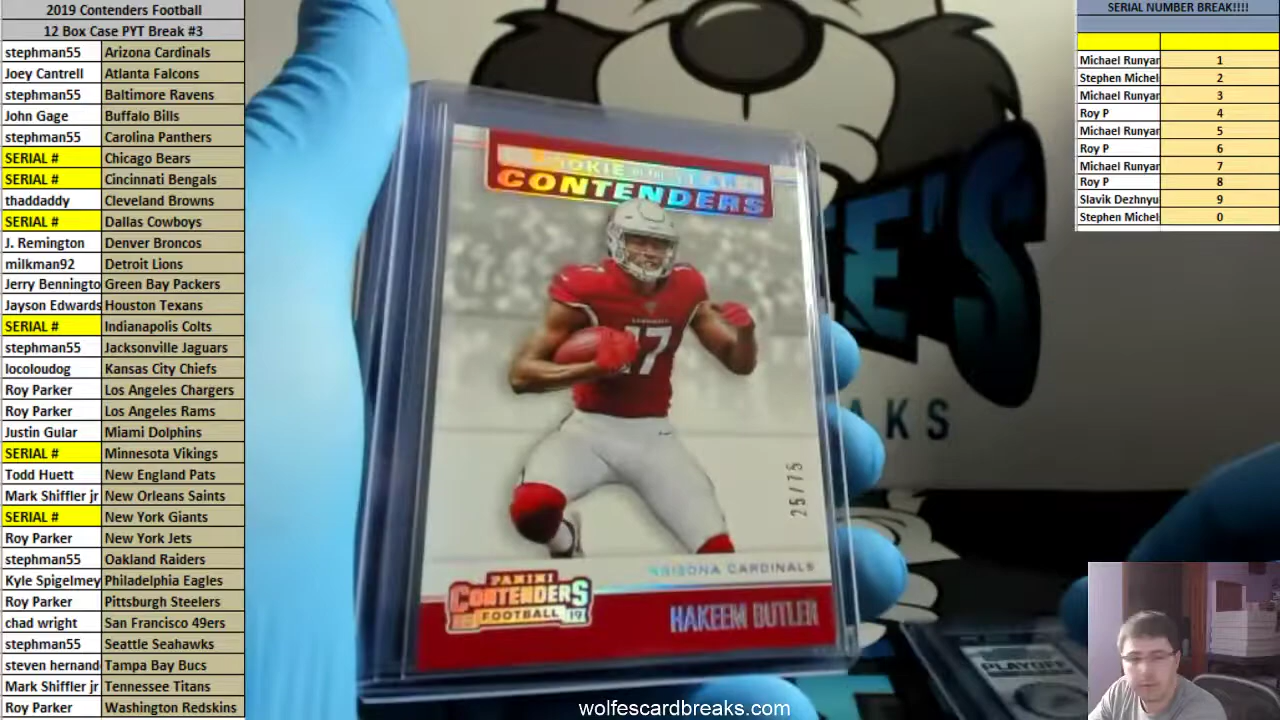 2019 Contenders Football
12 Box Case PYT Break #3
stephman55 Arizona Cardinals
Joey Cantrell Atlanta Falcons
stephman55 Baltimore Ravens
John Gage Buffalo Bills
stephman55 Carolina Panthers
SERIAL # Chicago Bears
SERIAL # Cincinnati Bengals
thaddaddy Cleveland Browns
SERIAL # Dallas Cowboys
J. Remington Denver Broncos
milkman92 Detroit Lions
Jerry Benningto Green Bay Packers
Jayson Edwards Houston Texans
SERIAL # Indianapolis Colts
stephman55 Jacksonville Jaguars
locoloudog Kansas City Chiefs
Roy Parker Los Angeles Chargers
Roy Parker Los Angeles Rams
Justin Gular Miami Dolphins
SERIAL # Minnesota Vikings
Todd Huett New England Pats
Mark Shiffler jr New Orleans Saints
SERIAL # New York Giants
Roy Parker New York Jets
stephman55 Oakland Raiders
Kyle Spigelmey Philadelphia Eagles
Roy Parker Pittsburgh Steelers
chad wright San Francisco 49ers
stephman55 Seattle Seahawks
steven hernand Tampa Bay Bucs
Mark Shiffler jr Tennessee Titans
Roy Parker Washington Redskins
CONTENDERS
17
25/75
ARIZONA CARDINALS
PANINI
CONTENDERS
FOOTBALL 19
HAKEEM BUTLER
PLAYOFF
AKS
wolfescardbreaks.com
SERIAL NUMBER BREAK!!!!
Michael Runyan 1
Stephen Michel 2
Michael Runyan 3
Roy P 4
Michael Runyan 5
Roy P 6
Michael Runyan 7
Roy P 8
Slavik Dezhnyu 9
Stephen Michel 0